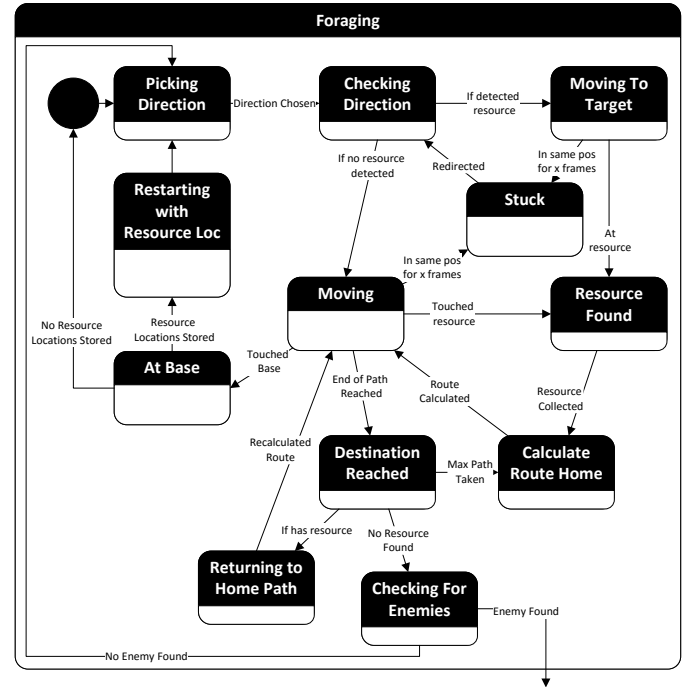 Foraging
Picking
Direction
Direction Chosen
Checking
Direction
If detected
resource
Moving To
Target
If no resource
detected
Redirected
In same pos
for x frames
Stuck
At
resource
Restarting
with
Resource Loc
In same pos
for x frames
Moving
Touched
resource
Resource
Found
No Resource
Locations Stored
Resource
Locations Stored
At Base
Touched
Base
End of Path
Reached
Route
Calculated
Resource
Collected
Recalculated
Route
Destination
Reached
Max Path
Taken
Calculate
Route Home
If has resource
No Resource
Found
Returning to
Home Path
Checking For
Enemies
Enemy Found
No Enemy Found